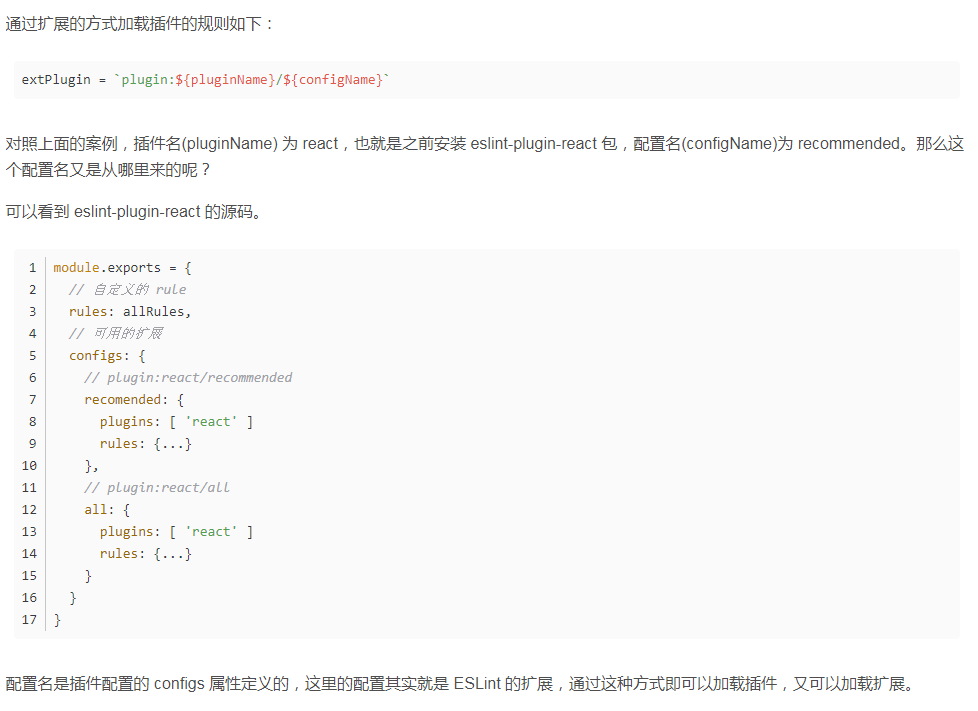 通过扩展的方式加载插件的规则如下：
extPlugin = `plugin:${pluginName}/${configName}`
对照上面的案例，插件名(pluginName) 为 react，也就是之前安装 eslint-plugin-react 包，配置名(configName)为 recommended。那么这
个配置名又是从哪里来的呢？
可以看到 eslint-plugin-react 的源码。
1 module.exports = {
2   // 自定义的 rule
3   rules: allRules,
4   // 可用的扩展
5   configs: {
6     // plugin:react/recommended
7     recomended: {
8       plugins: [ 'react' ]
9       rules: {...}
10     },
11     // plugin:react/all
12     all: {
13       plugins: [ 'react' ]
14       rules: {...}
15     }
16   }
17 }
配置名是插件配置的 configs 属性定义的，这里的配置其实就是 ESLint 的扩展，通过这种方式即可以加载插件，又可以加载扩展。